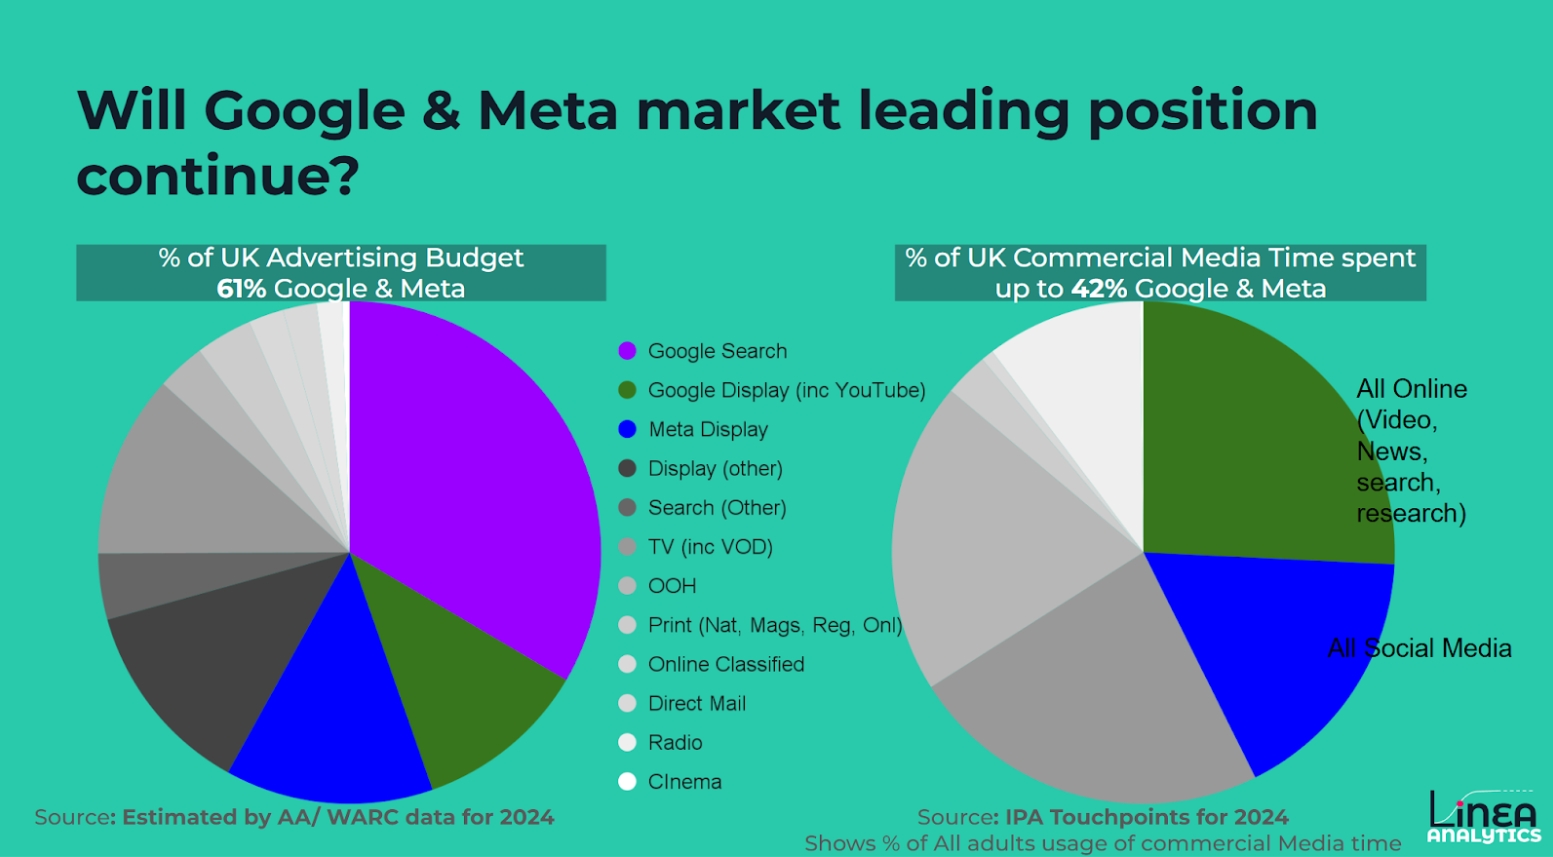 Will Google & Meta market leading position
continue?
% of UK Advertising Budget
61% Google & Meta
% of UK Commercial Media Time spent
up to 42% Google & Meta
Google Search
Google Display (inc YouTube)
Meta Display
Display (other)
Search (Other)
TV (inc VOD)
OOH
Print (Nat, Mags, Reg, Onl)
Online Classified
Direct Mail
Radio
CInema
All Online
(Video,
News,
search,
research)
All Social Media
Source: Estimated by AA/ WARC data for 2024
Source: IPA Touchpoints for 2024
Shows % of All adults usage of commercial Media time
LinEA
ANALYTICS